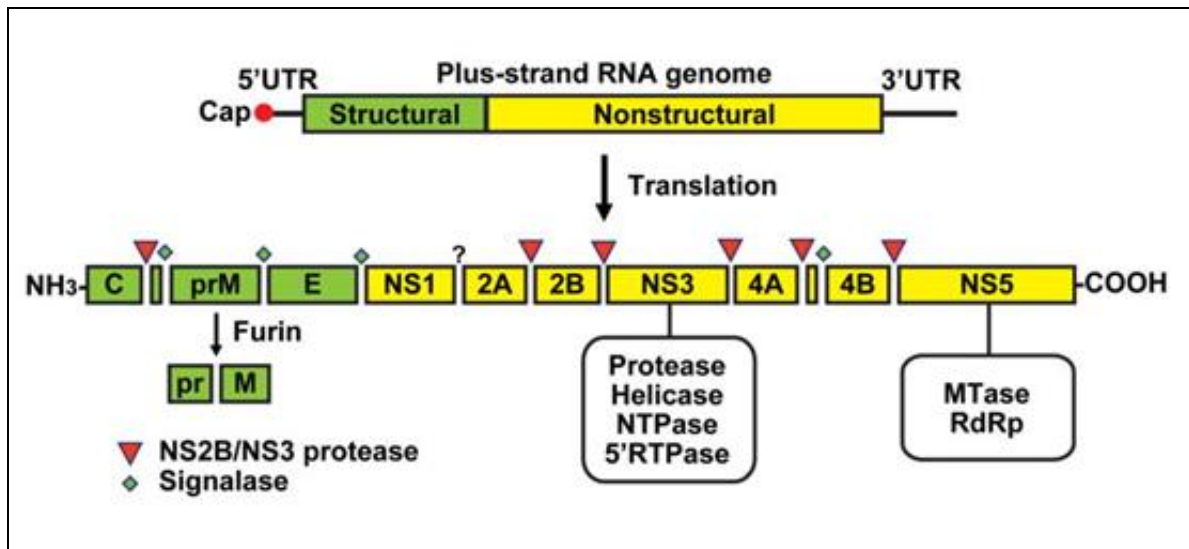 5'UTR Plus-strand RNA genome 3'UTR
Cap Structural Nonstructural
Translation
?
NH3- C prM E NS1 2A 2B NS3 4A 4B NS5 -COOH
Furin
pr M
Protease
Helicase
NTPase
5'RTPase
MTase
RdRp
NS2B/NS3 protease
Signalase